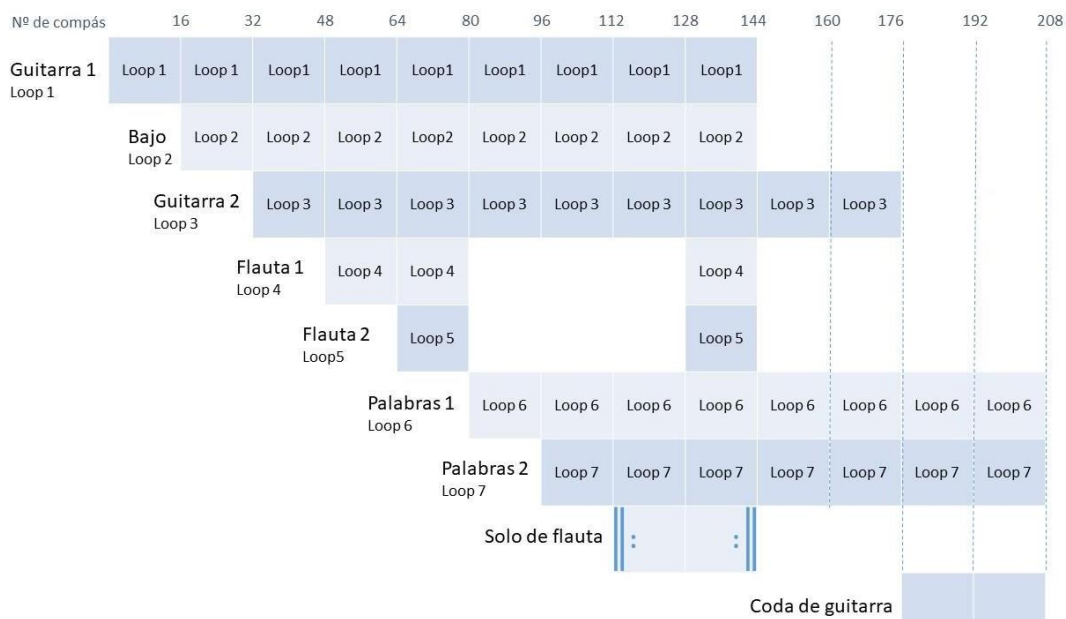 Nº de compás 16 32 48 64 80 96 112 128 144 160 176 192 208
Guitarra 1 Loop 1 Loop 1 Loop1 Loop1 Loop1 Loop1 Loop1 Loop1 Loop1
Loop 1
Bajo Loop 2 Loop 2 Loop 2 Loop2 Loop 2 Loop 2 Loop 2 Loop 2
Loop 2
Guitarra 2 Loop 3 Loop 3 Loop 3 Loop 3 Loop 3 Loop 3 Loop 3 Loop 3 Loop 3
Loop 3
Flauta 1 Loop 4 Loop 4 Loop 4
Loop 4
Flauta 2 Loop 5 Loop 5
Loop5
Palabras 1 Loop 6 Loop 6 Loop 6 Loop 6 Loop 6 Loop 6 Loop 6 Loop 6
Loop 6
Palabras 2 Loop 7 Loop 7 Loop 7 Loop 7 Loop 7 Loop 7 Loop 7
Loop 7
Solo de flauta
Coda de guitarra